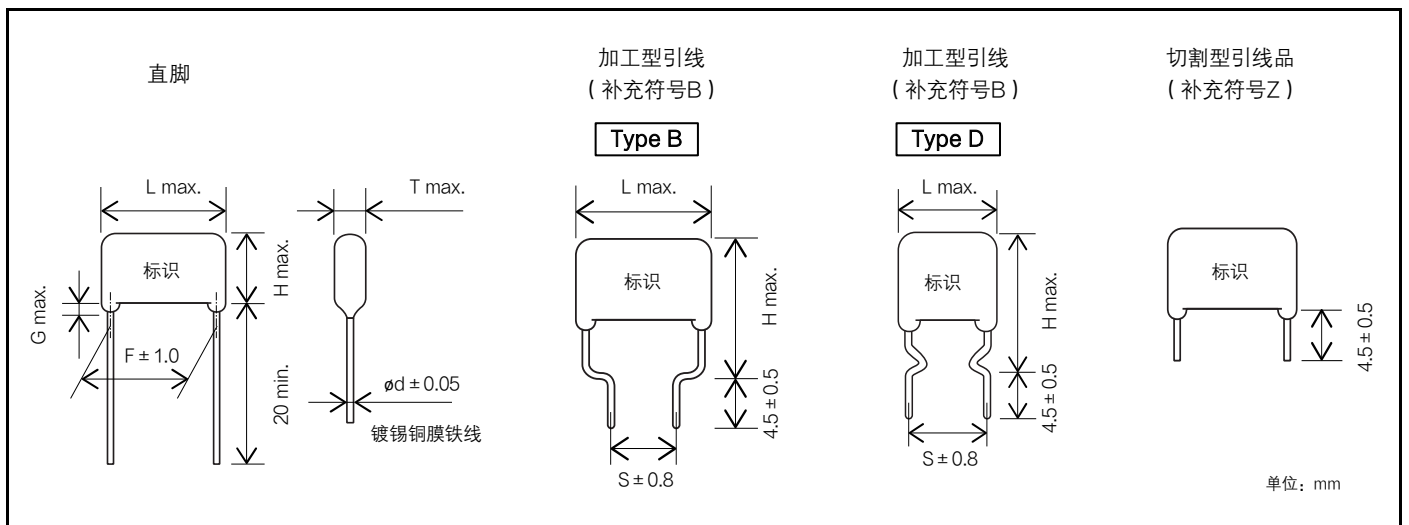 直脚
加工型引线
（补充符号B）
Type B
加工型引线
（补充符号B）
Type D
切割型引线品
（补充符号Z）
L max.
T max.
标识
H max.
G max.
F ± 1.0
20 min.
ød ± 0.05
镀锡铜膜铁线
L max.
标识
H max.
4.5 ± 0.5
S ± 0.8
L max.
标识
H max.
4.5 ± 0.5
S ± 0.8
标识
4.5 ± 0.5
单位：mm